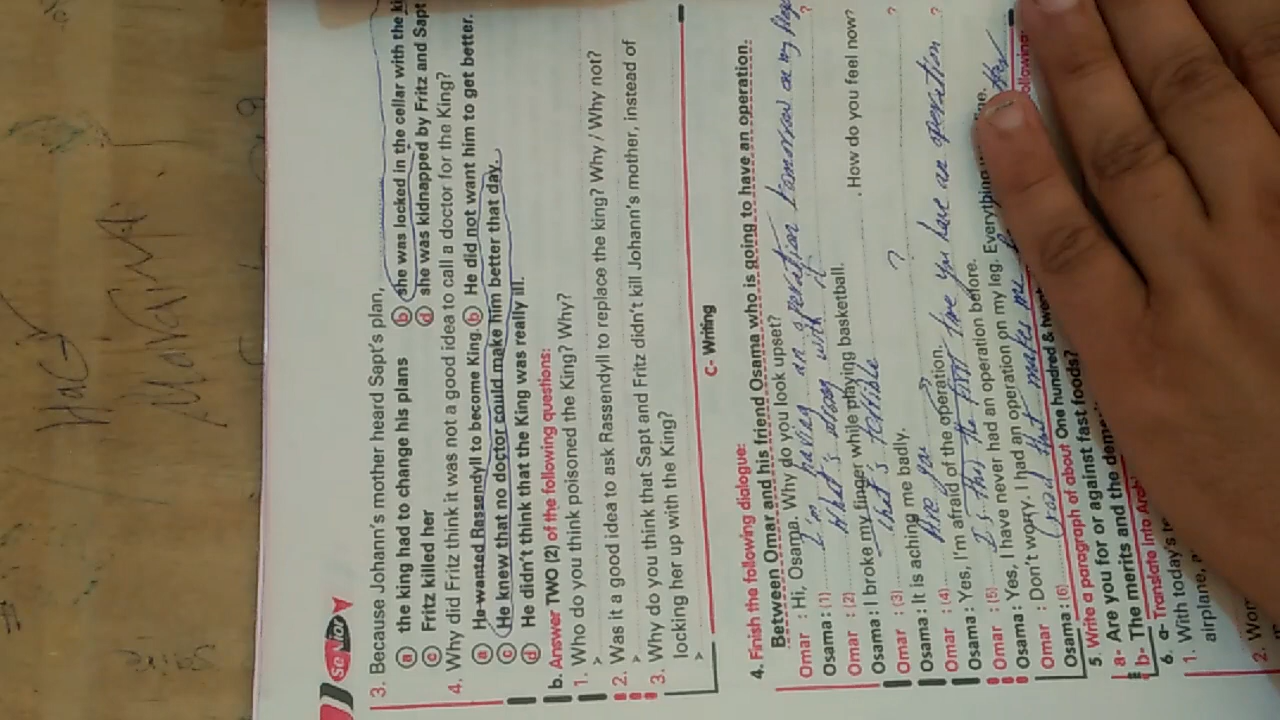 senior
3. Because Johann's mother heard Sapt's plan,
a the king had to change his plans b she was locked in the cellar with the
c Fritz killed her d she was kidnapped by Fritz and Sapt
4. Why did Fritz think it was not a good idea to call a doctor for the King?
a He wanted Rassendyll to become King. b He did not want him to get better.
c He knew that no doctor could make him better that day.
d He didn't think that the King was really ill.
b. Answer TWO (2) of the following questions:
1. Who do you think poisoned the King? Why?
2. Was it a good idea to ask Rassendyll to replace the king? Why / Why not?
3. Why do you think that Sapt and Fritz didn't kill Johann's mother, instead of
locking her up with the King?
C- Writing
4. Finish the following dialogue:
Between Omar and his friend Osama who is going to have an operation.
Omar : Hi, Osama. Why do you look upset?
Osama : (1) I'm having an operation tomorrow on my ?
Omar : (2) What's wrong with it . How do you feel now?
Osama : I broke my finger while playing basketball.
Omar : (3) that's terrible ? ?
Osama : It is aching me badly.
Omar : (4) Are you ?
Osama : Yes, I'm afraid of the operation.
Omar : (5) Is this the first time you have an operation
Osama : Yes, I have never had an operation before.
Omar : Don't worry. I had an operation on my leg. Everything
Osama : (6) that makes me
5. Write a paragraph of about One hundred &
a- Are you for or against fast foods?
b- The merits and the
6. a- Translate into
1. With today's
airplane,
2.
Hag